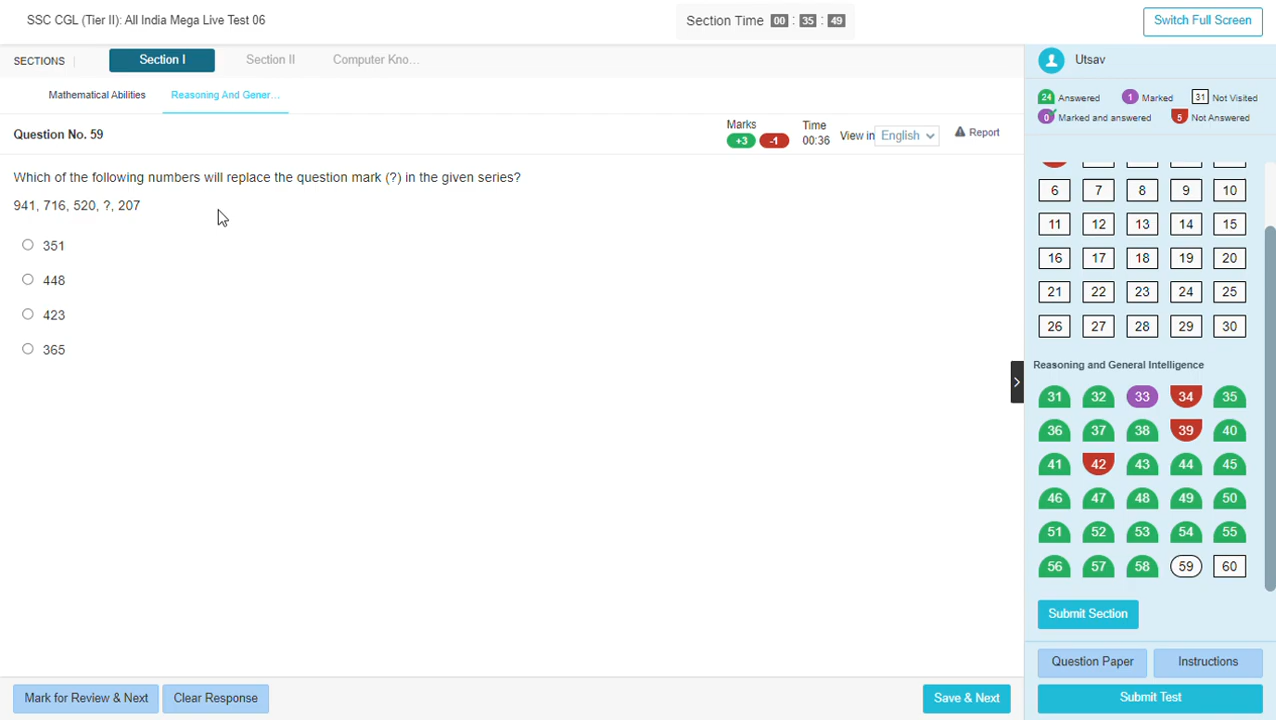 SSC CGL (Tier II): All India Mega Live Test 06
Section Time 00 : 35 : 49
Switch Full Screen
SECTIONS
Section I
Section II
Computer Kno...
Utsav
Mathematical Abilities
Reasoning And Gener...
24 Answered
1 Marked
31 Not Visited
0 Marked and answered
5 Not Answered
Question No. 59
Marks
+3 -1
Time
00:36
View in English
Report
Which of the following numbers will replace the question mark (?) in the given series?
941, 716, 520, ?, 207
351
448
423
365
6 7 8 9 10
11 12 13 14 15
16 17 18 19 20
21 22 23 24 25
26 27 28 29 30
Reasoning and General Intelligence
31 32 33 34 35
36 37 38 39 40
41 42 43 44 45
46 47 48 49 50
51 52 53 54 55
56 57 58 59 60
Submit Section
Question Paper
Instructions
Mark for Review & Next
Clear Response
Save & Next
Submit Test